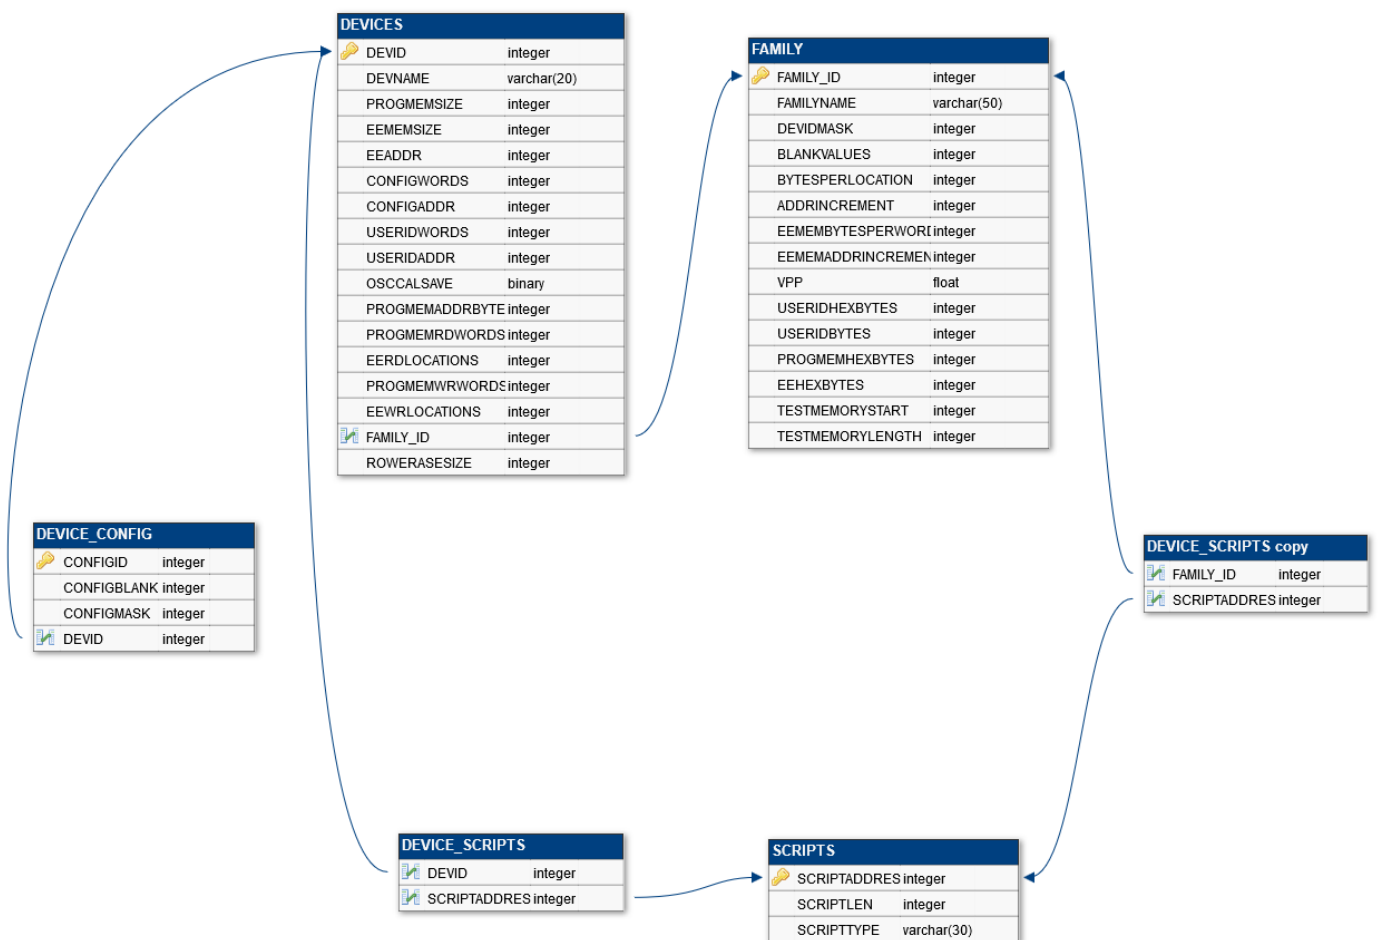 DEVICES
DEVID integer
DEVNAME varchar(20)
PROGMEMSIZE integer
EEMEMSIZE integer
EEADDR integer
CONFIGWORDS integer
CONFIGADDR integer
USERIDWORDS integer
USERIDADDR integer
OSCCALSAVE binary
PROGMEMADDRBYTE integer
PROGMEMRDWORDS integer
EERDLOCATIONS integer
PROGMEMWRWORDS integer
EEWRLOCATIONS integer
FAMILY_ID integer
ROWERASESIZE integer
FAMILY
FAMILY_ID integer
FAMILYNAME varchar(50)
DEVIDMASK integer
BLANKVALUES integer
BYTESPERLOCATION integer
ADDRINCREMENT integer
EEMEMBYTESPERWORD integer
EEMEMADDRINCREMEN integer
VPP float
USERIDHEXBYTES integer
USERIDBYTES integer
PROGMEMHEXBYTES integer
EEHEXBYTES integer
TESTMEMORYSTART integer
TESTMEMORYLENGTH integer
DEVICE_CONFIG
CONFIGID integer
CONFIGBLANK integer
CONFIGMASK integer
DEVID integer
DEVICE_SCRIPTS copy
FAMILY_ID integer
SCRIPTADDRES integer
DEVICE_SCRIPTS
DEVID integer
SCRIPTADDRES integer
SCRIPTS
SCRIPTADDRES integer
SCRIPTLEN integer
SCRIPTTYPE varchar(30)